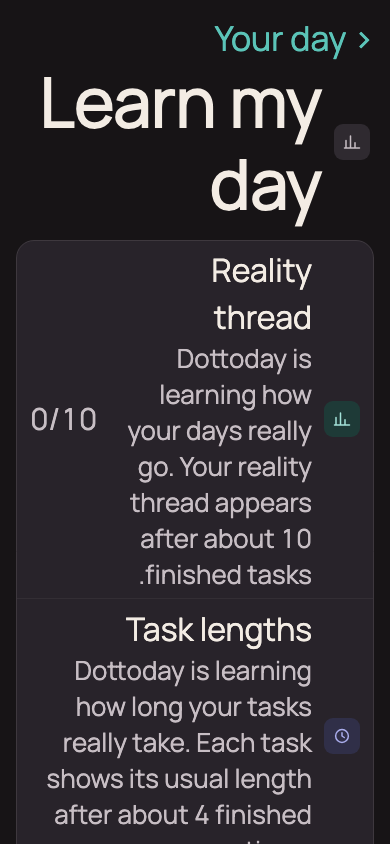 Your day
Learn my
day
Reality
thread
Dottoday is
learning how
your days really
go. Your reality
thread appears
after about 10
.finished tasks
0/10
Task lengths
Dottoday is learning
how long your tasks
really take. Each task
shows its usual length
after about 4 finished